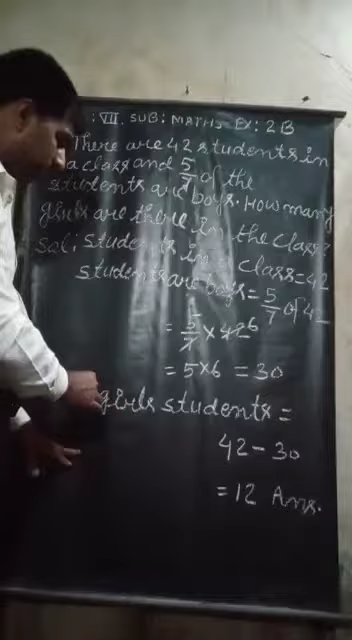 : VII. SUB: MATHS EX: 2B
There are 42 students in
a class and 5/7 of the
students are boys. How many
girls are there in the class?
Sol: Students in a class = 42
students are boys = 5/7 of 42
= 5/7 × 42 6
= 5 × 6 = 30
girls students =
42 - 30
= 12 Ans.